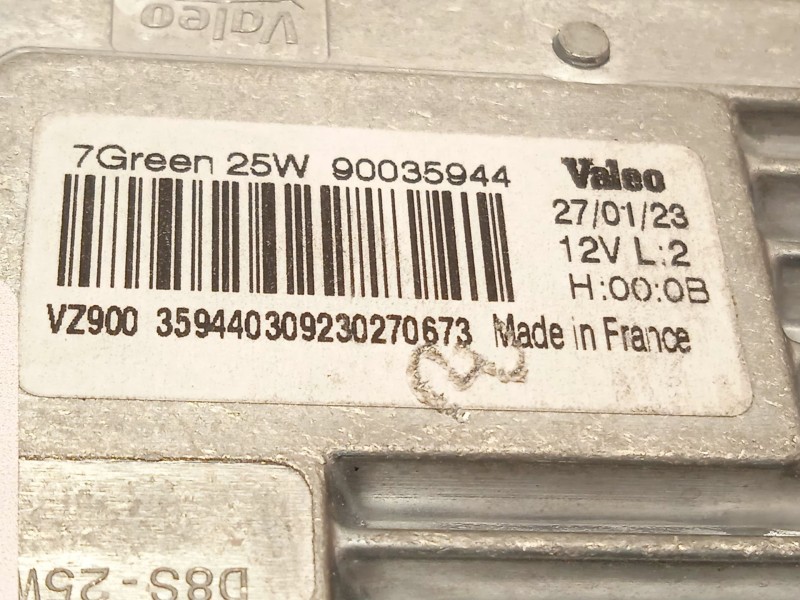 Valeo
7Green 25W 90035944
Valeo
27/01/23
12V L:2
H:00:0B
VZ900 359440309230270673 Made in France
D8S-25W